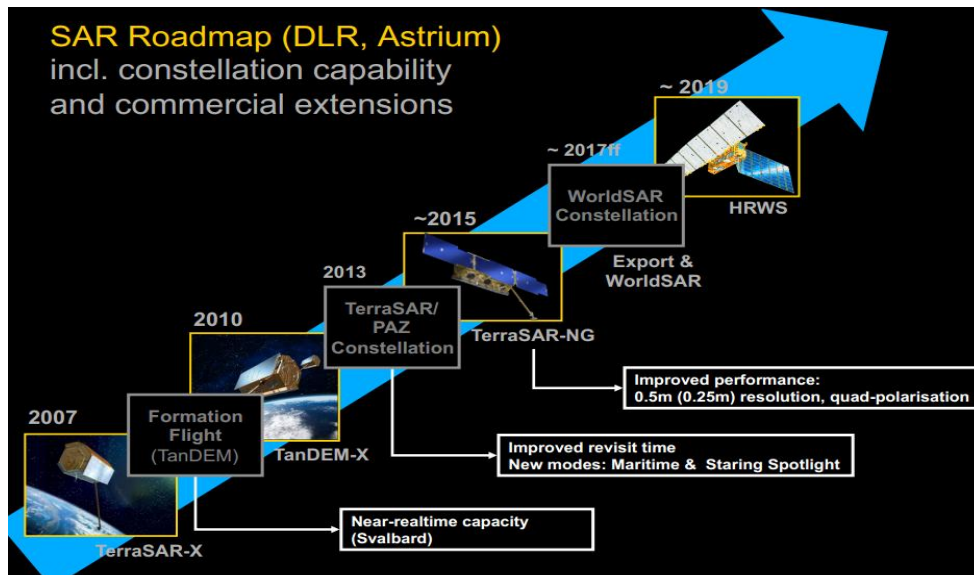 SAR Roadmap (DLR, Astrium)
incl. constellation capability
and commercial extensions
~ 2019
HRWS
~ 2017ff
WorldSAR
Constellation
Export &
WorldSAR
~2015
TerraSAR-NG
2013
TerraSAR/
PAZ
Constellation
2010
TanDEM-X
2007
Formation
Flight
(TanDEM)
TerraSAR-X
Improved performance:
0.5m (0.25m) resolution, quad-polarisation
Improved revisit time
New modes: Maritime & Staring Spotlight
Near-realtime capacity
(Svalbard)